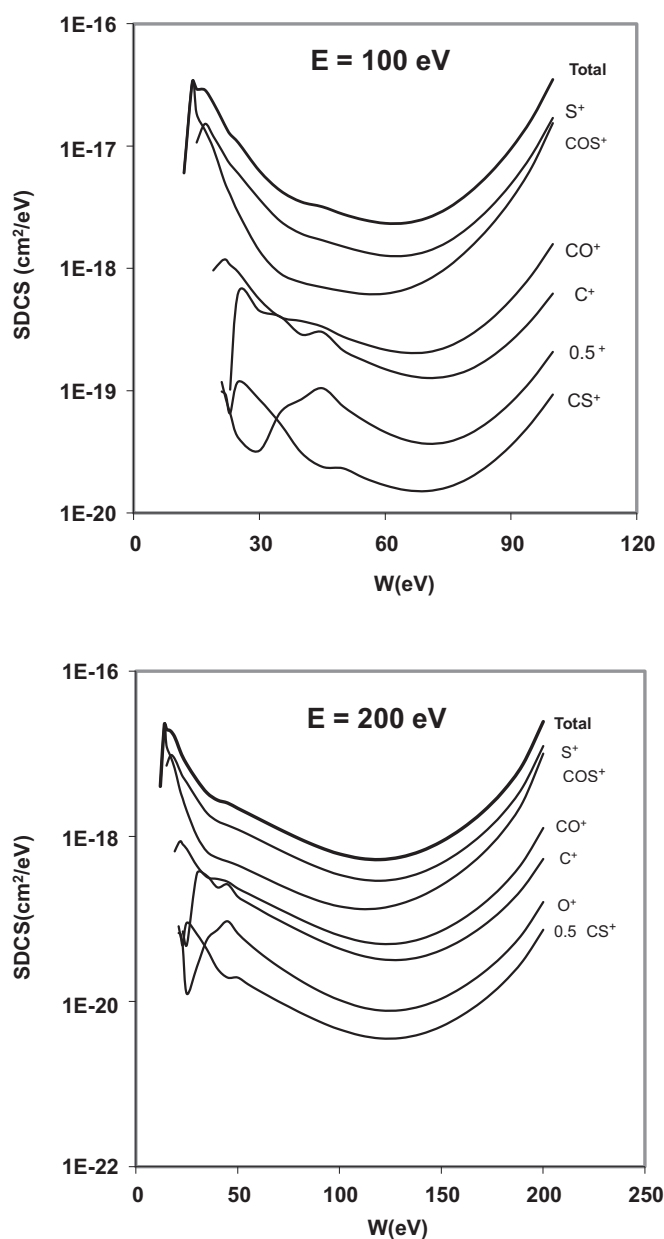 1E-16
E = 100 eV
Total
S⁺
COS⁺
1E-17
1E-18
CO⁺
C⁺
0.5 ⁺
CS⁺
1E-19
1E-20
SDCS (cm²/eV)
0 30 60 90 120
W(eV)
1E-16
E = 200 eV
Total
S⁺
COS⁺
1E-18
CO⁺
C⁺
O⁺
0.5 CS⁺
1E-20
1E-22
SDCS(cm²/eV)
0 50 100 150 200 250
W(eV)